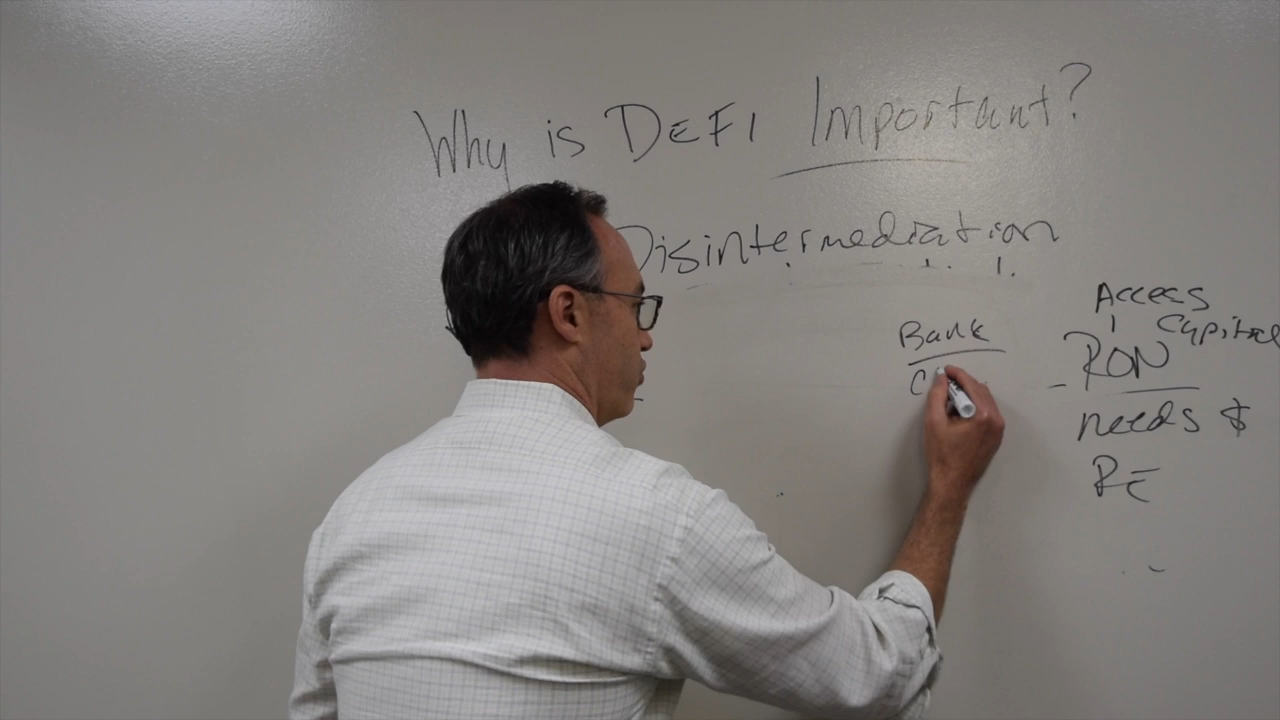 Why is DEFI Important?
Disintermediation
Access
Capital
Bank
RON
needs $
RE